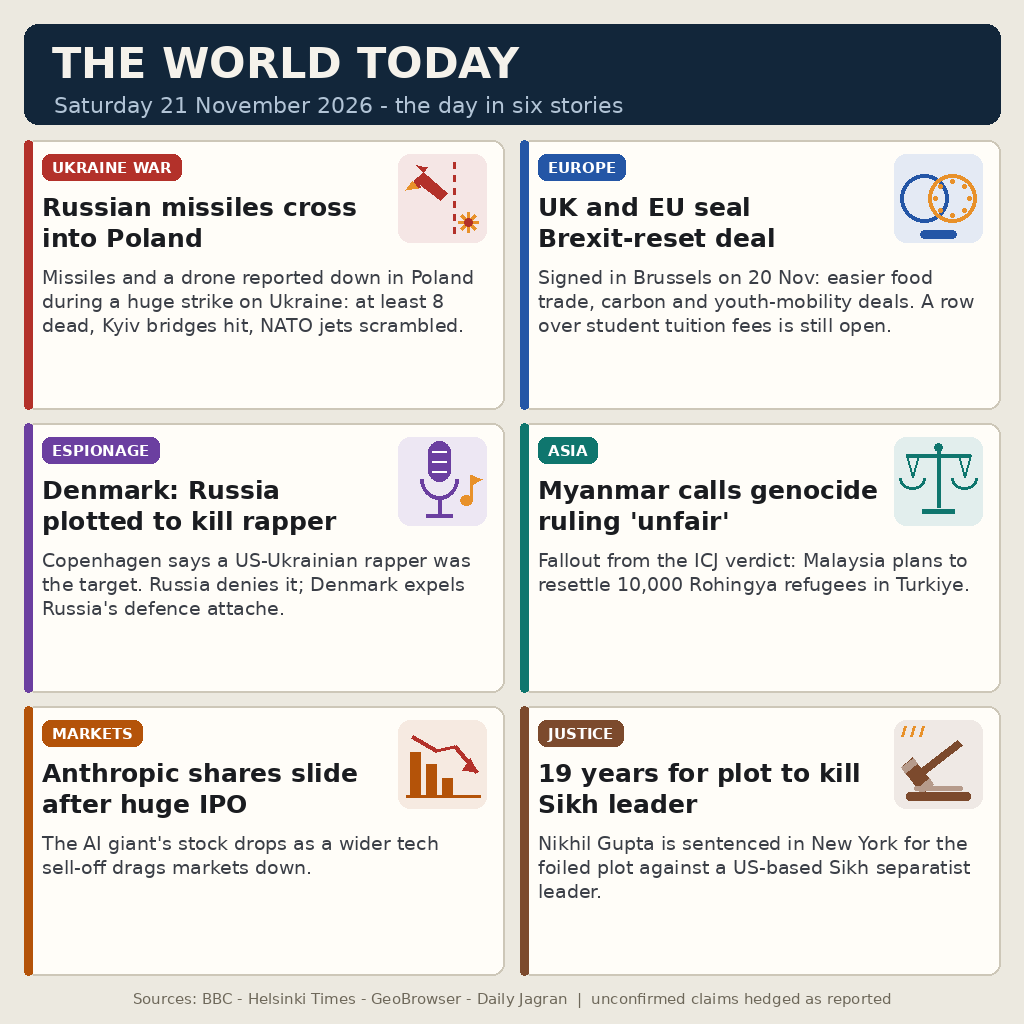 THE WORLD TODAY
Saturday 21 November 2026 - the day in six stories
UKRAINE WAR
Russian missiles cross
into Poland
Missiles and a drone reported down in Poland
during a huge strike on Ukraine: at least 8
dead, Kyiv bridges hit, NATO jets scrambled.
EUROPE
UK and EU seal
Brexit-reset deal
Signed in Brussels on 20 Nov: easier food
trade, carbon and youth-mobility deals. A row
over student tuition fees is still open.
ESPIONAGE
Denmark: Russia
plotted to kill rapper
Copenhagen says a US-Ukrainian rapper was
the target. Russia denies it; Denmark expels
Russia's defence attache.
ASIA
Myanmar calls genocide
ruling 'unfair'
Fallout from the ICJ verdict: Malaysia plans to
resettle 10,000 Rohingya refugees in Turkiye.
MARKETS
Anthropic shares slide
after huge IPO
The AI giant's stock drops as a wider tech
sell-off drags markets down.
JUSTICE
19 years for plot to kill
Sikh leader
Nikhil Gupta is sentenced in New York for the
foiled plot against a US-based Sikh separatist
leader.
Sources: BBC - Helsinki Times - GeoBrowser - Daily Jagran | unconfirmed claims hedged as reported